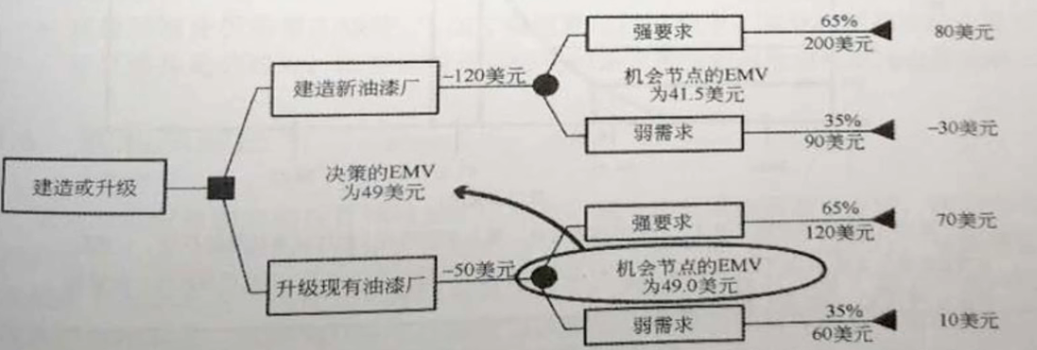 65%
强要求
200美元
80美元
-120美元
建造新油漆厂
机会节点的EMV
为41.5美元
35%
弱需求
90美元
-30美元
建造或升级
决策的EMV
为49美元
65%
强要求
120美元
70美元
-50美元
升级现有油漆厂
机会节点的EMV
为49.0美元
35%
弱需求
60美元
10美元